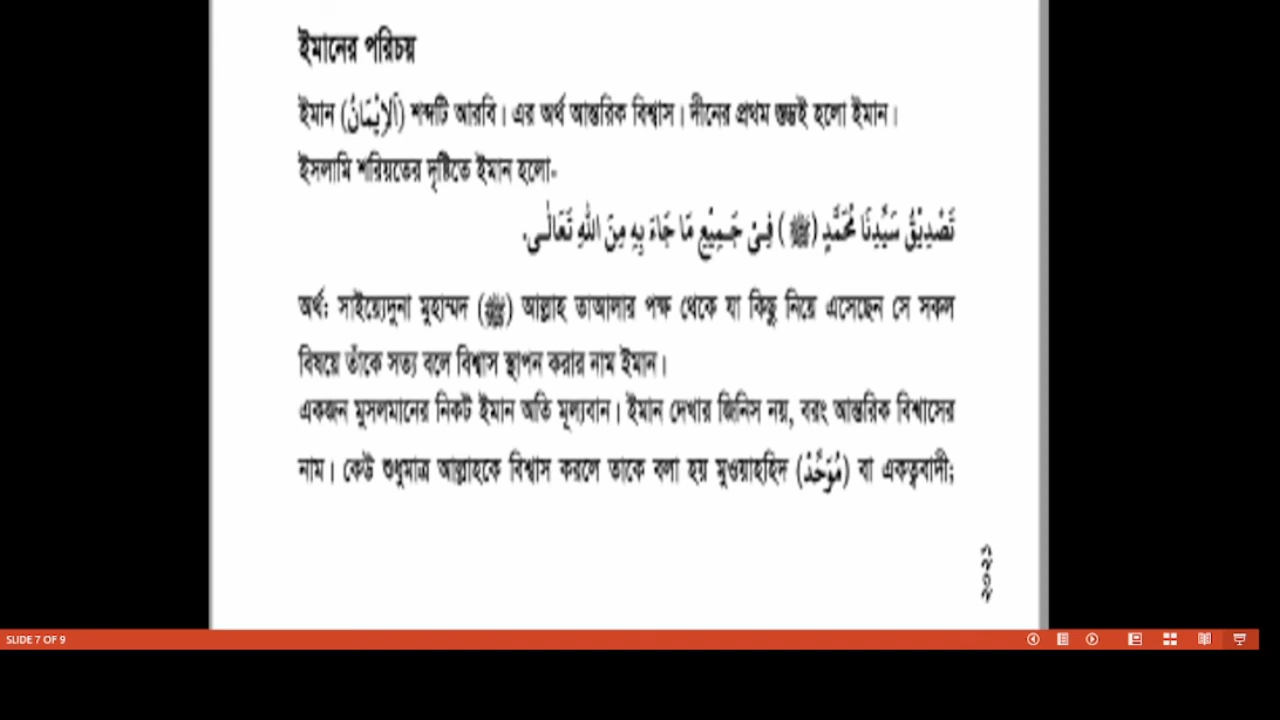 ইমানের পরিচয়
ইমান (اَلْاِيْمَانُ) শব্দটি আরবি। এর অর্থ আন্তরিক বিশ্বাস। দীনের প্রথম স্তম্ভই হলো ইমান।
ইসলামি শরিয়তের দৃষ্টিতে ইমান হলো-
تَصْدِيْقُ سَيِّدِنَا مُحَمَّدٍ (ﷺ) فِىْ جَمِيْعِ مَا جَاءَ بِهِ مِنَ اللهِ تَعَالٰى.
অর্থ: সাইয়্যেদুনা মুহাম্মদ (ﷺ) আল্লাহ তাআলার পক্ষ থেকে যা কিছু নিয়ে এসেছেন সে সকল
বিষয়ে তাঁকে সত্য বলে বিশ্বাস স্থাপন করার নাম ইমান।
একজন মুসলমানের নিকট ইমান অতি মূল্যবান। ইমান দেখার জিনিস নয়, বরং আন্তরিক বিশ্বাসের
নাম। কেউ শুধুমাত্র আল্লাহকে বিশ্বাস করলে তাকে বলা হয় মুওয়াহহিদ (مُوَحِّدْ) বা একত্ববাদী;
SLIDE 7 OF 9